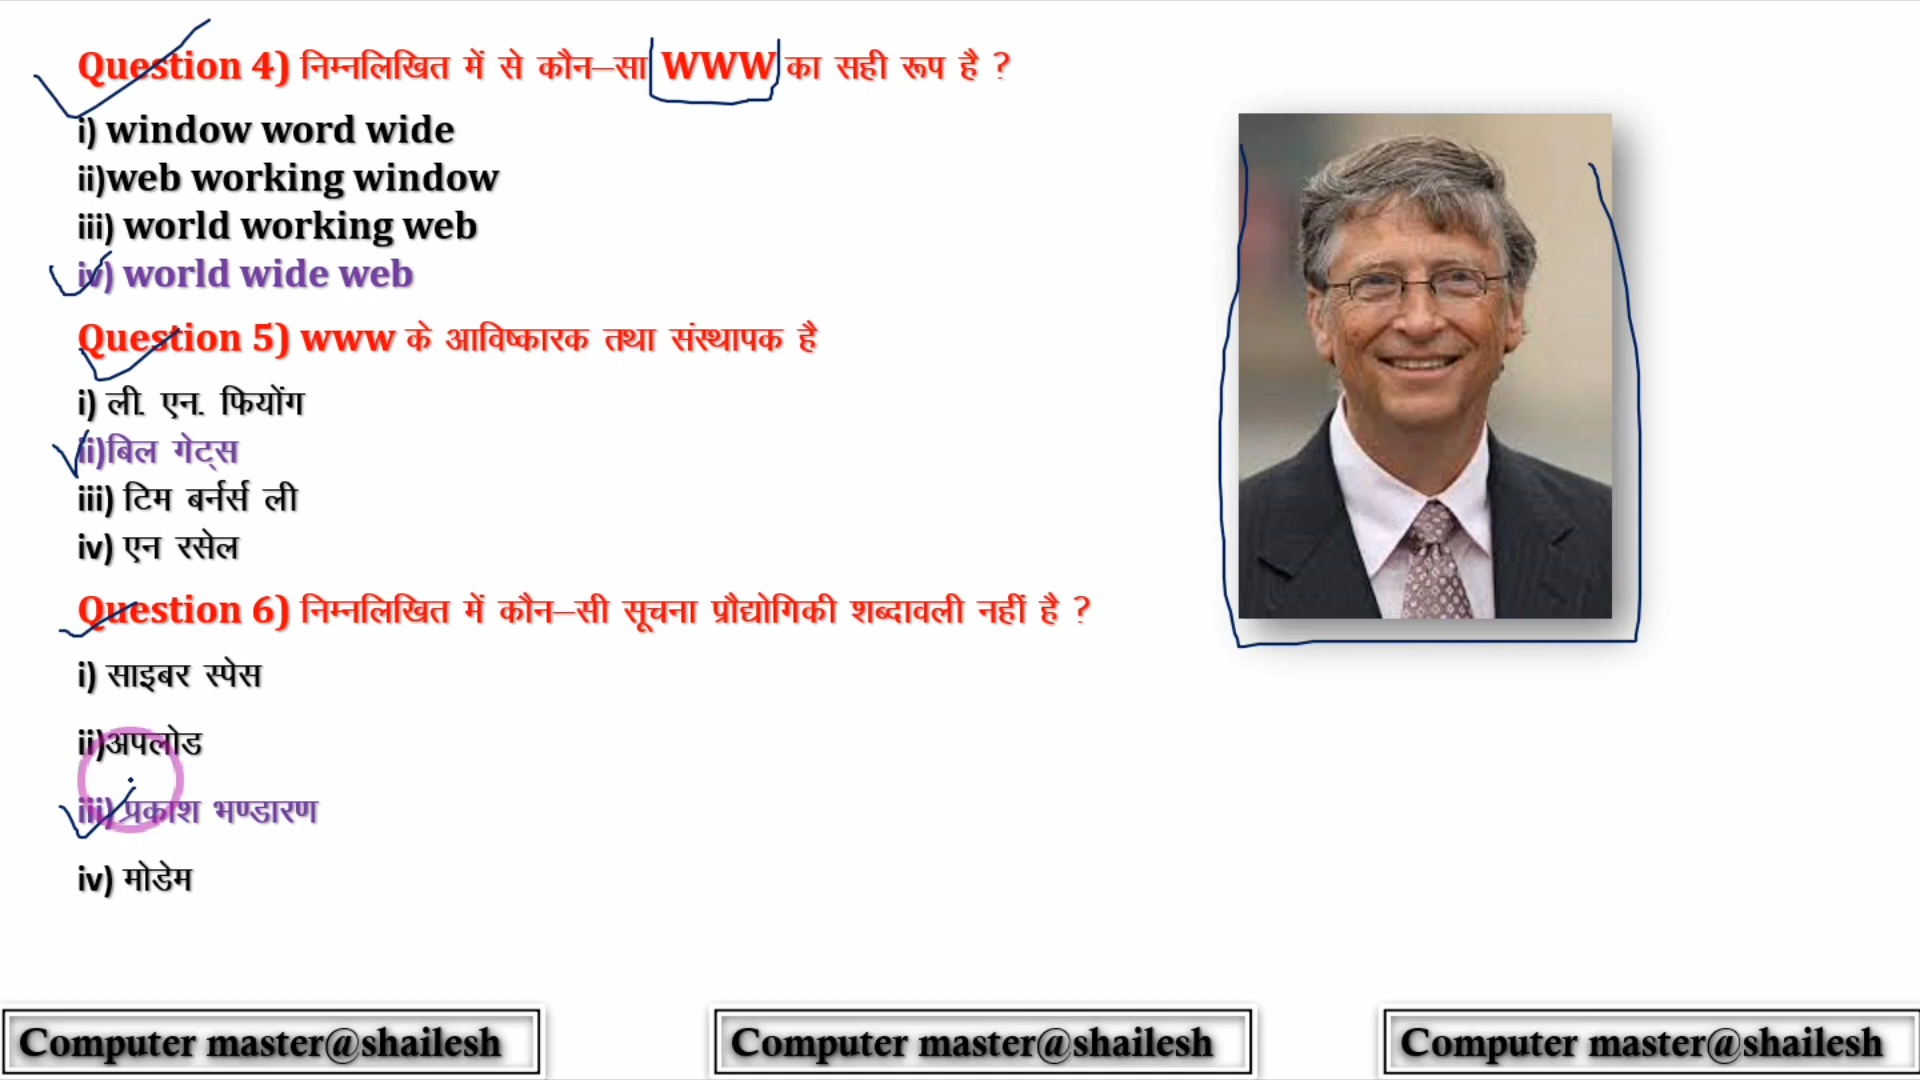 Question 4) निम्नलिखित में से कौन–सा WWW का सही रूप है ?
i) window word wide
ii)web working window
iii) world working web
iv) world wide web
Question 5) www के आविष्कारक तथा संस्थापक है
i) ली. एन. फियोंग
ii)बिल गेट्स
iii) टिम बर्नर्स ली
iv) एन रसेल
Question 6) निम्नलिखित में कौन–सी सूचना प्रौद्योगिकी शब्दावली नहीं है ?
i) साइबर स्पेस
ii)अपलोड
iii) प्रकाश भण्डारण
iv) मोडेम
Computer master@shailesh
Computer master@shailesh
Computer master@shailesh